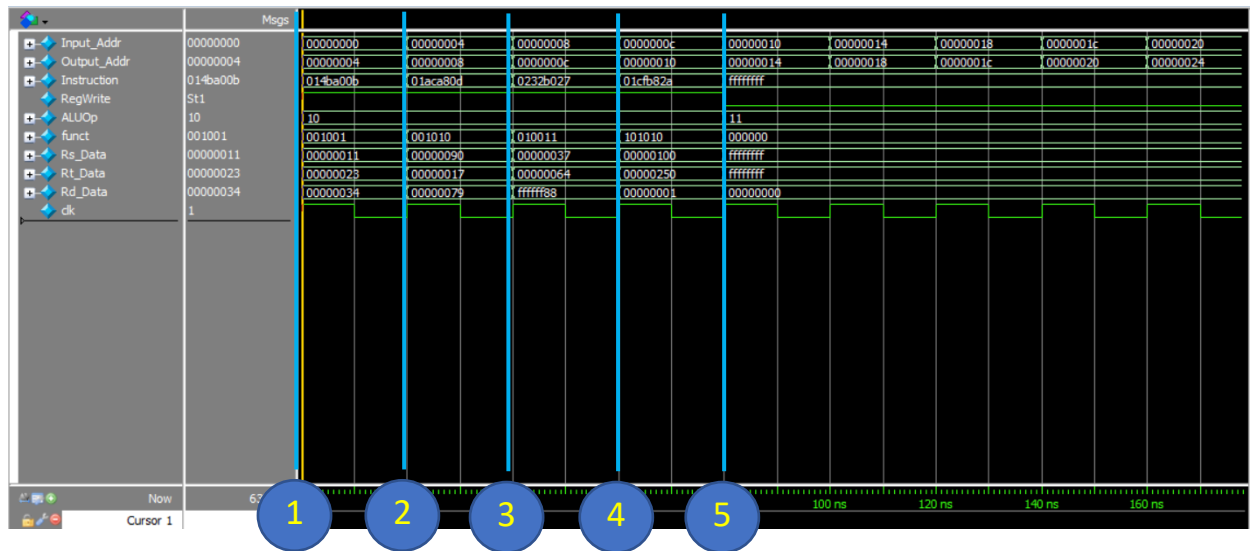 Msgs
Input_Addr 00000000 00000000 00000004 00000008 0000000c 00000010 00000014 00000018 0000001c 00000020
Output_Addr 00000004 00000004 00000008 0000000c 00000010 00000014 00000018 0000001c 00000020 00000024
Instruction 014ba00b 014ba00b 01aca80d 0232b027 01cfb82a ffffffff
RegWrite St1
ALUOp 10 10 11
funct 001001 001001 001010 010011 101010 000000
Rs_Data 00000011 00000011 00000090 00000037 00000100 ffffffff
Rt_Data 00000023 00000023 00000017 00000064 00000250 ffffffff
Rd_Data 00000034 00000034 00000079 ffffff88 00000001 00000000
clk 1
Now
Cursor 1
1 2 3 4 5
100 ns 120 ns 140 ns 160 ns